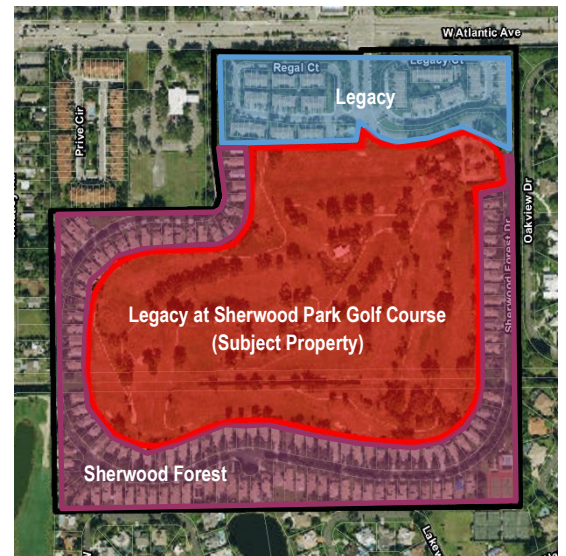 W Atlantic Ave
Regal Ct
Legacy Ct
Legacy
Prive Cir
Oakview Dr
Sherwood Forest Dr
Legacy at Sherwood Park Golf Course
(Subject Property)
Sherwood Forest